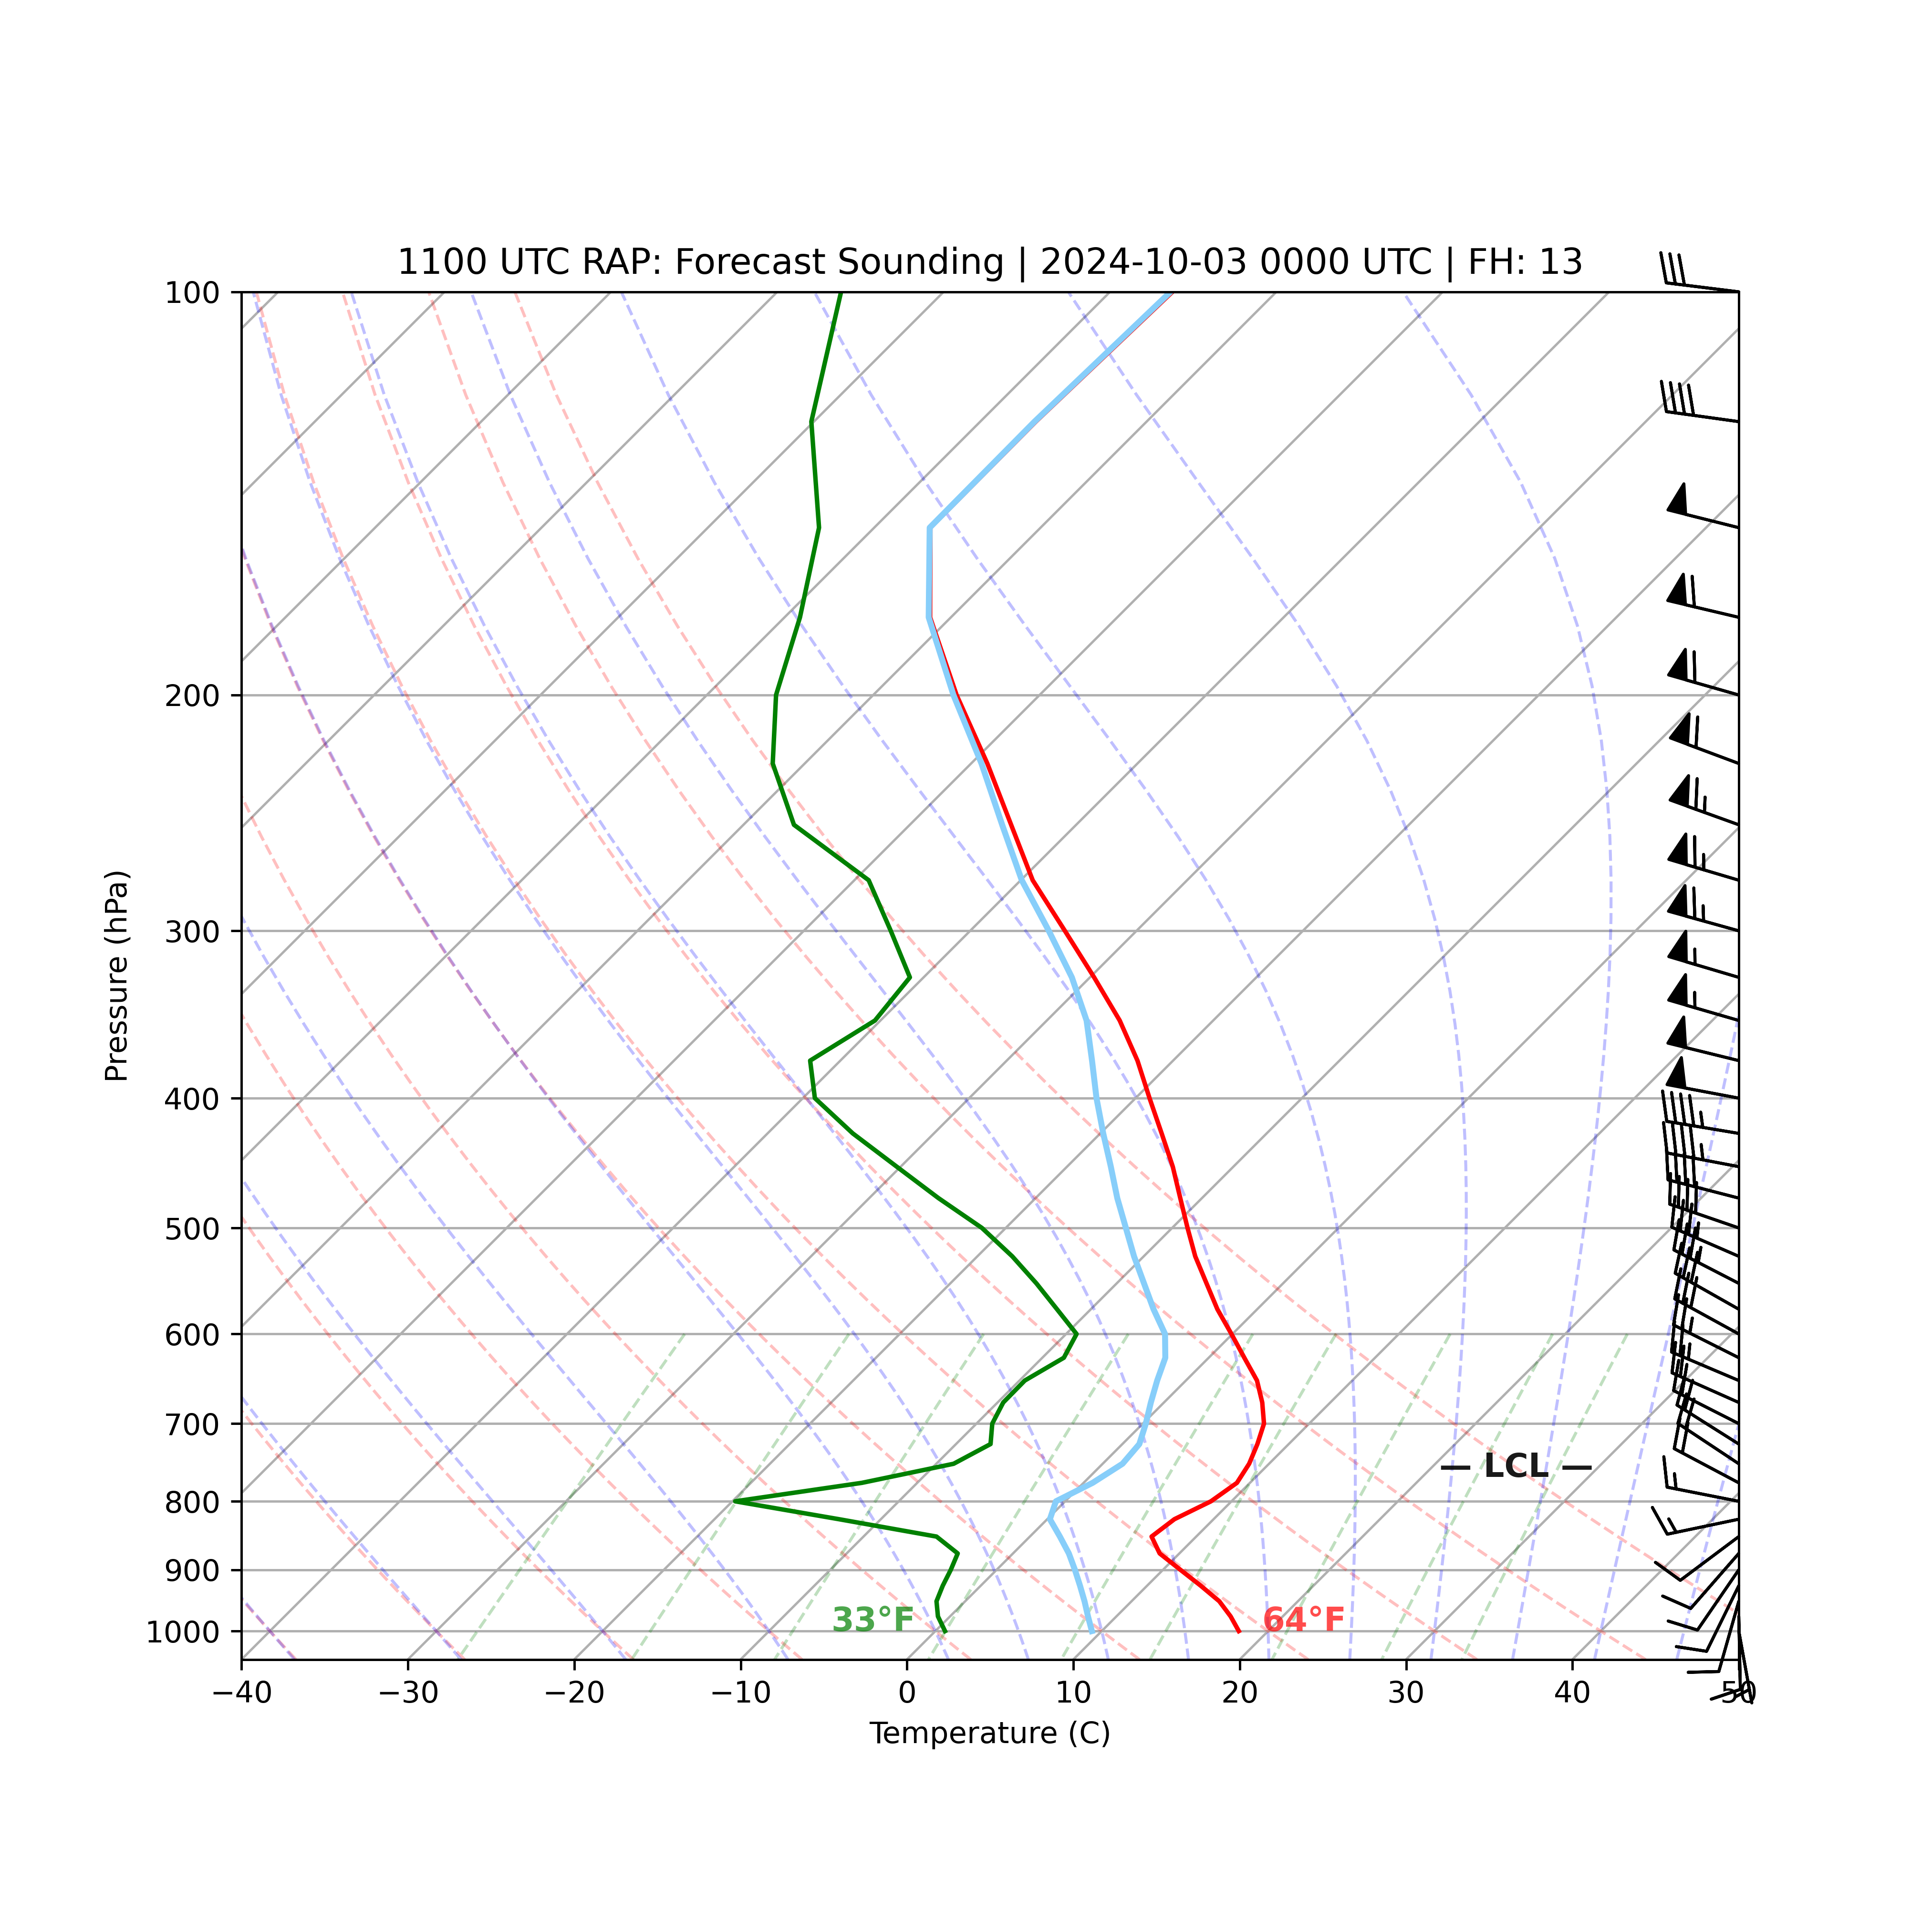 1100 UTC RAP: Forecast Sounding | 2024-10-03 0000 UTC | FH: 13
100
200
300
400
500
600
700
800
900
1000
Pressure (hPa)
— LCL —
33°F
64°F
−40 −30 −20 −10 0 10 20 30 40 50
Temperature (C)